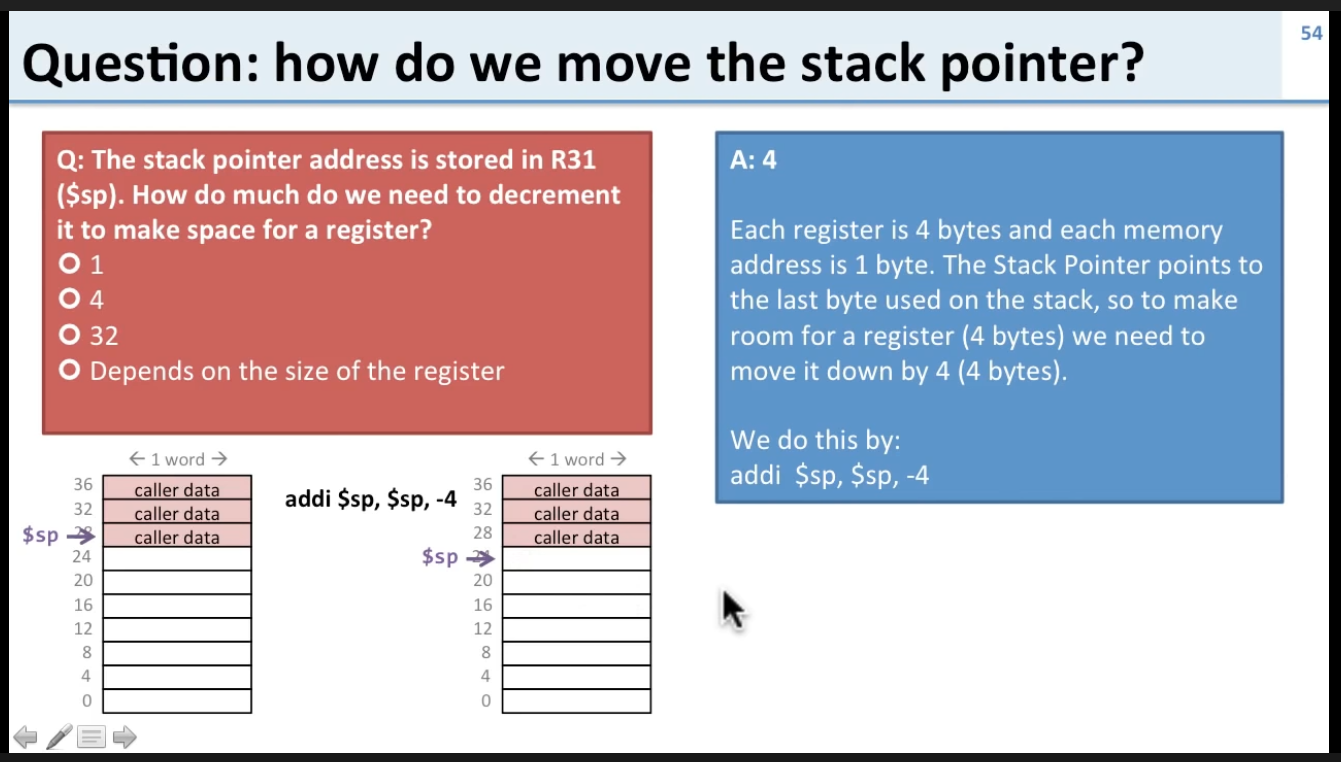 54
Question: how do we move the stack pointer?
Q: The stack pointer address is stored in R31
($sp). How do much do we need to decrement
it to make space for a register?
1
4
32
Depends on the size of the register
A: 4
Each register is 4 bytes and each memory
address is 1 byte. The Stack Pointer points to
the last byte used on the stack, so to make
room for a register (4 bytes) we need to
move it down by 4 (4 bytes).
We do this by:
addi $sp, $sp, -4
← 1 word →
36 caller data
32 caller data
$sp → 28 caller data
24
20
16
12
8
4
0
addi $sp, $sp, -4
← 1 word →
36 caller data
32 caller data
28 caller data
$sp → 24
20
16
12
8
4
0